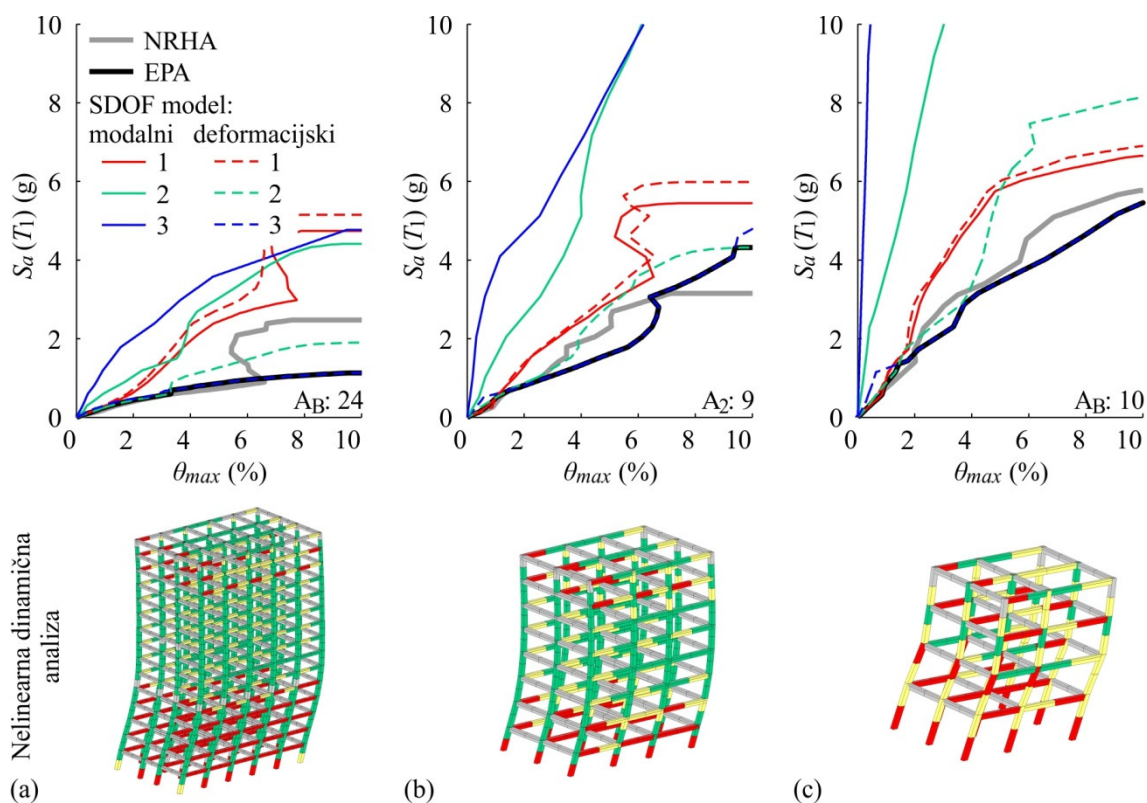 10
8
6
4
2
0
Sa (T1) (g)
NRHA
EPA
SDOF model:
modalni deformacijski
1 1
2 2
3 3
AB: 24
0 2 4 6 8 10
θmax (%)
10
8
6
4
2
0
Sa (T1) (g)
A2: 9
0 2 4 6 8 10
θmax (%)
10
8
6
4
2
0
Sa (T1) (g)
AB: 10
0 2 4 6 8 10
θmax (%)
Nelinearna dinamična
analiza
(a)
(b)
(c)